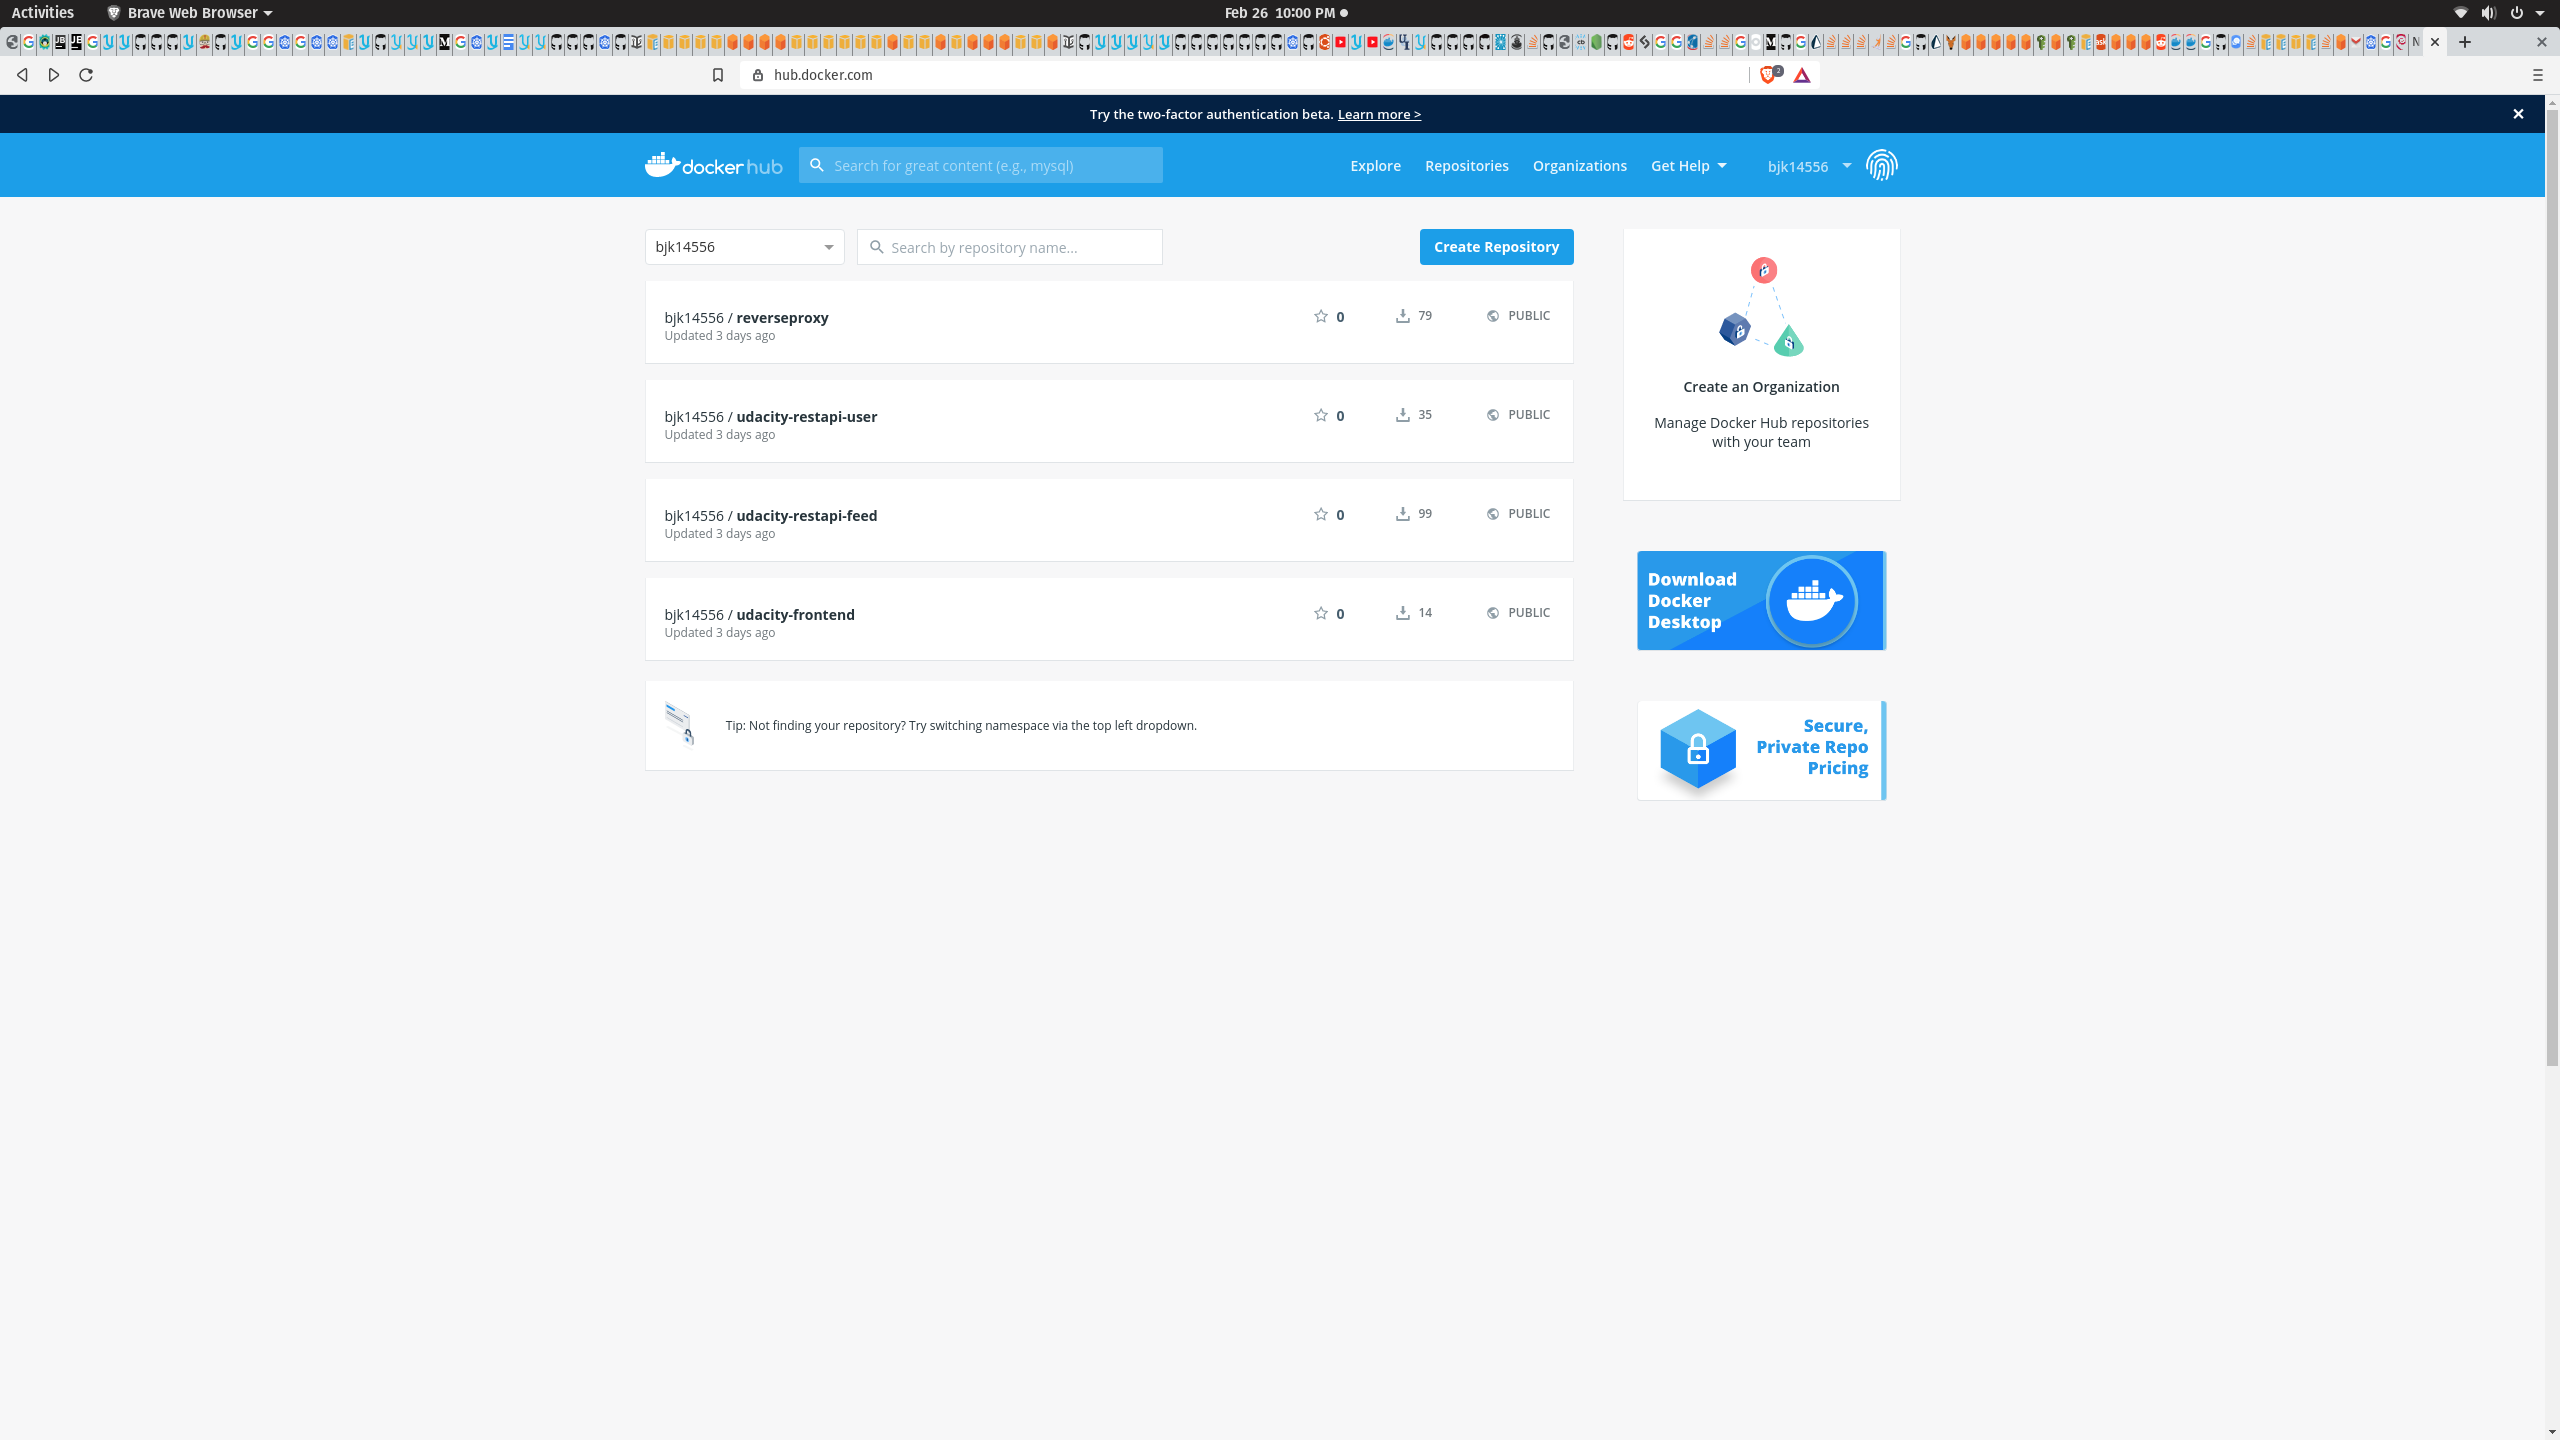 Activities
Brave Web Browser
Feb 26 10:00 PM
hub.docker.com
2
Try the two-factor authentication beta. Learn more >
docker hub
Search for great content (e.g., mysql)
Explore
Repositories
Organizations
Get Help
bjk14556
bjk14556
Search by repository name...
Create Repository
bjk14556 / reverseproxy
Updated 3 days ago
0
79
PUBLIC
bjk14556 / udacity-restapi-user
Updated 3 days ago
0
35
PUBLIC
bjk14556 / udacity-restapi-feed
Updated 3 days ago
0
99
PUBLIC
bjk14556 / udacity-frontend
Updated 3 days ago
0
14
PUBLIC
Tip: Not finding your repository? Try switching namespace via the top left dropdown.
Create an Organization
Manage Docker Hub repositories
with your team
Download
Docker
Desktop
Secure,
Private Repo
Pricing